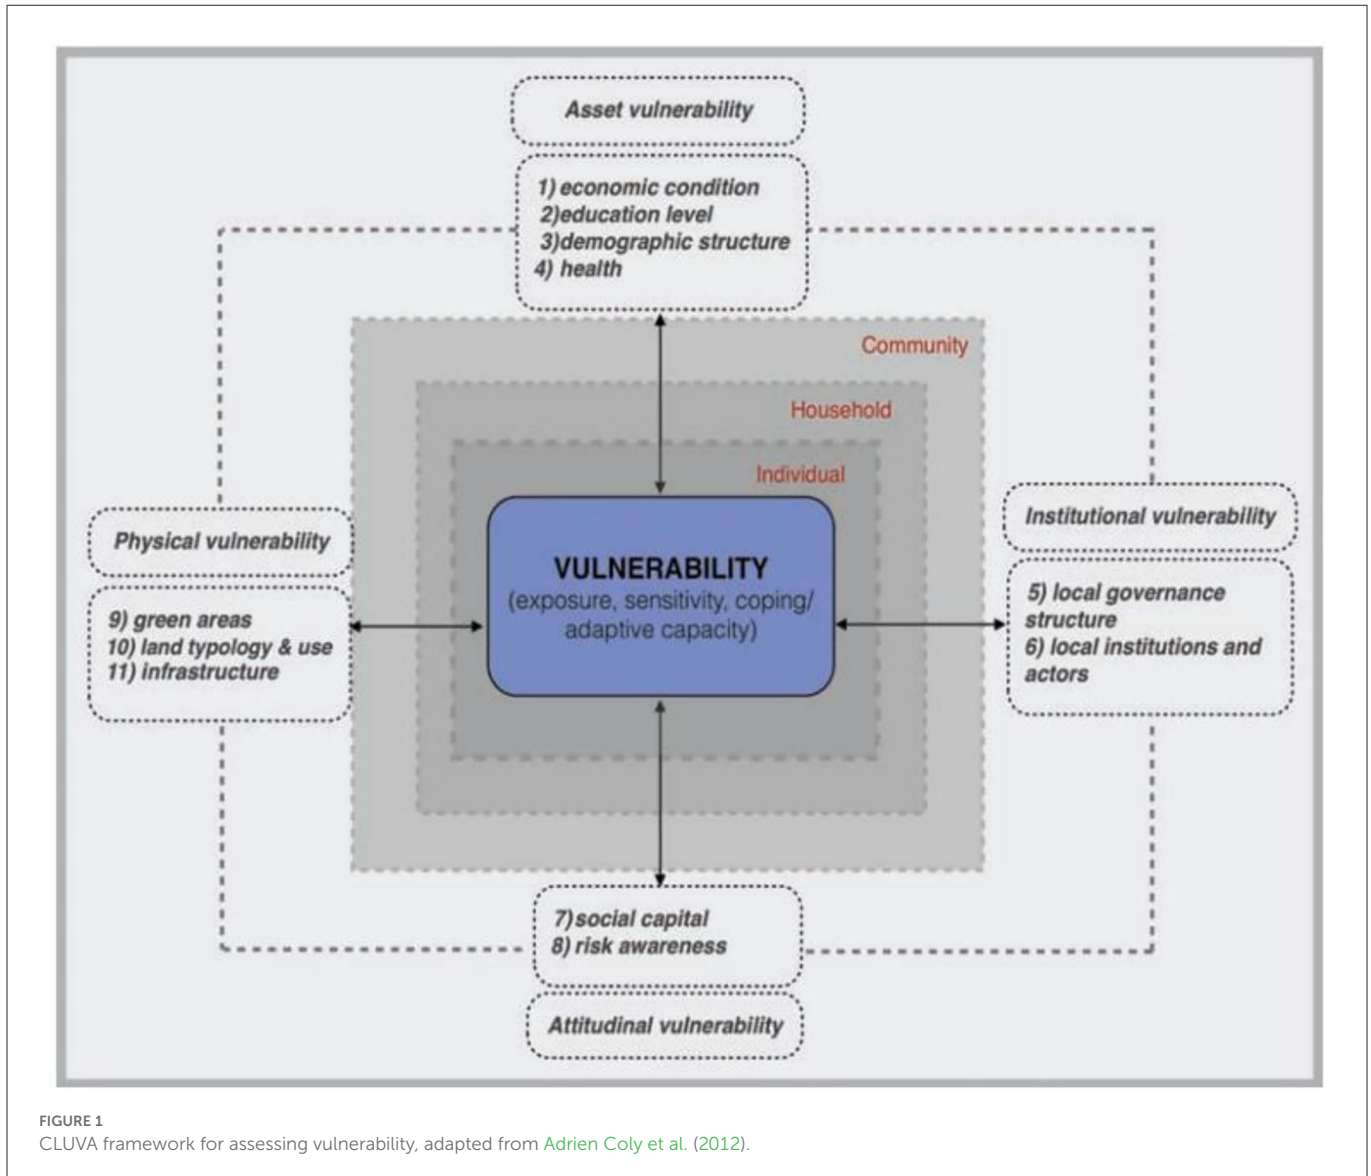 Asset vulnerability
1) economic condition
2)education level
3)demographic structure
4) health
Community
Household
Individual
Physical vulnerability
9) green areas
10) land typology & use
11) infrastructure
VULNERABILITY
(exposure, sensitivity, coping/
adaptive capacity)
Institutional vulnerability
5) local governance
structure
6) local institutions and
actors
7)social capital
8) risk awareness
Attitudinal vulnerability
FIGURE 1
CLUVA framework for assessing vulnerability, adapted from Adrien Coly et al. (2012).